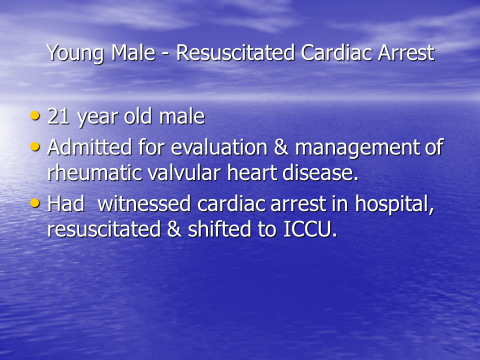 Young Male - Resuscitated Cardiac Arrest
• 21 year old male
• Admitted for evaluation & management of
rheumatic valvular heart disease.
• Had  witnessed cardiac arrest in hospital,
resuscitated & shifted to ICCU.